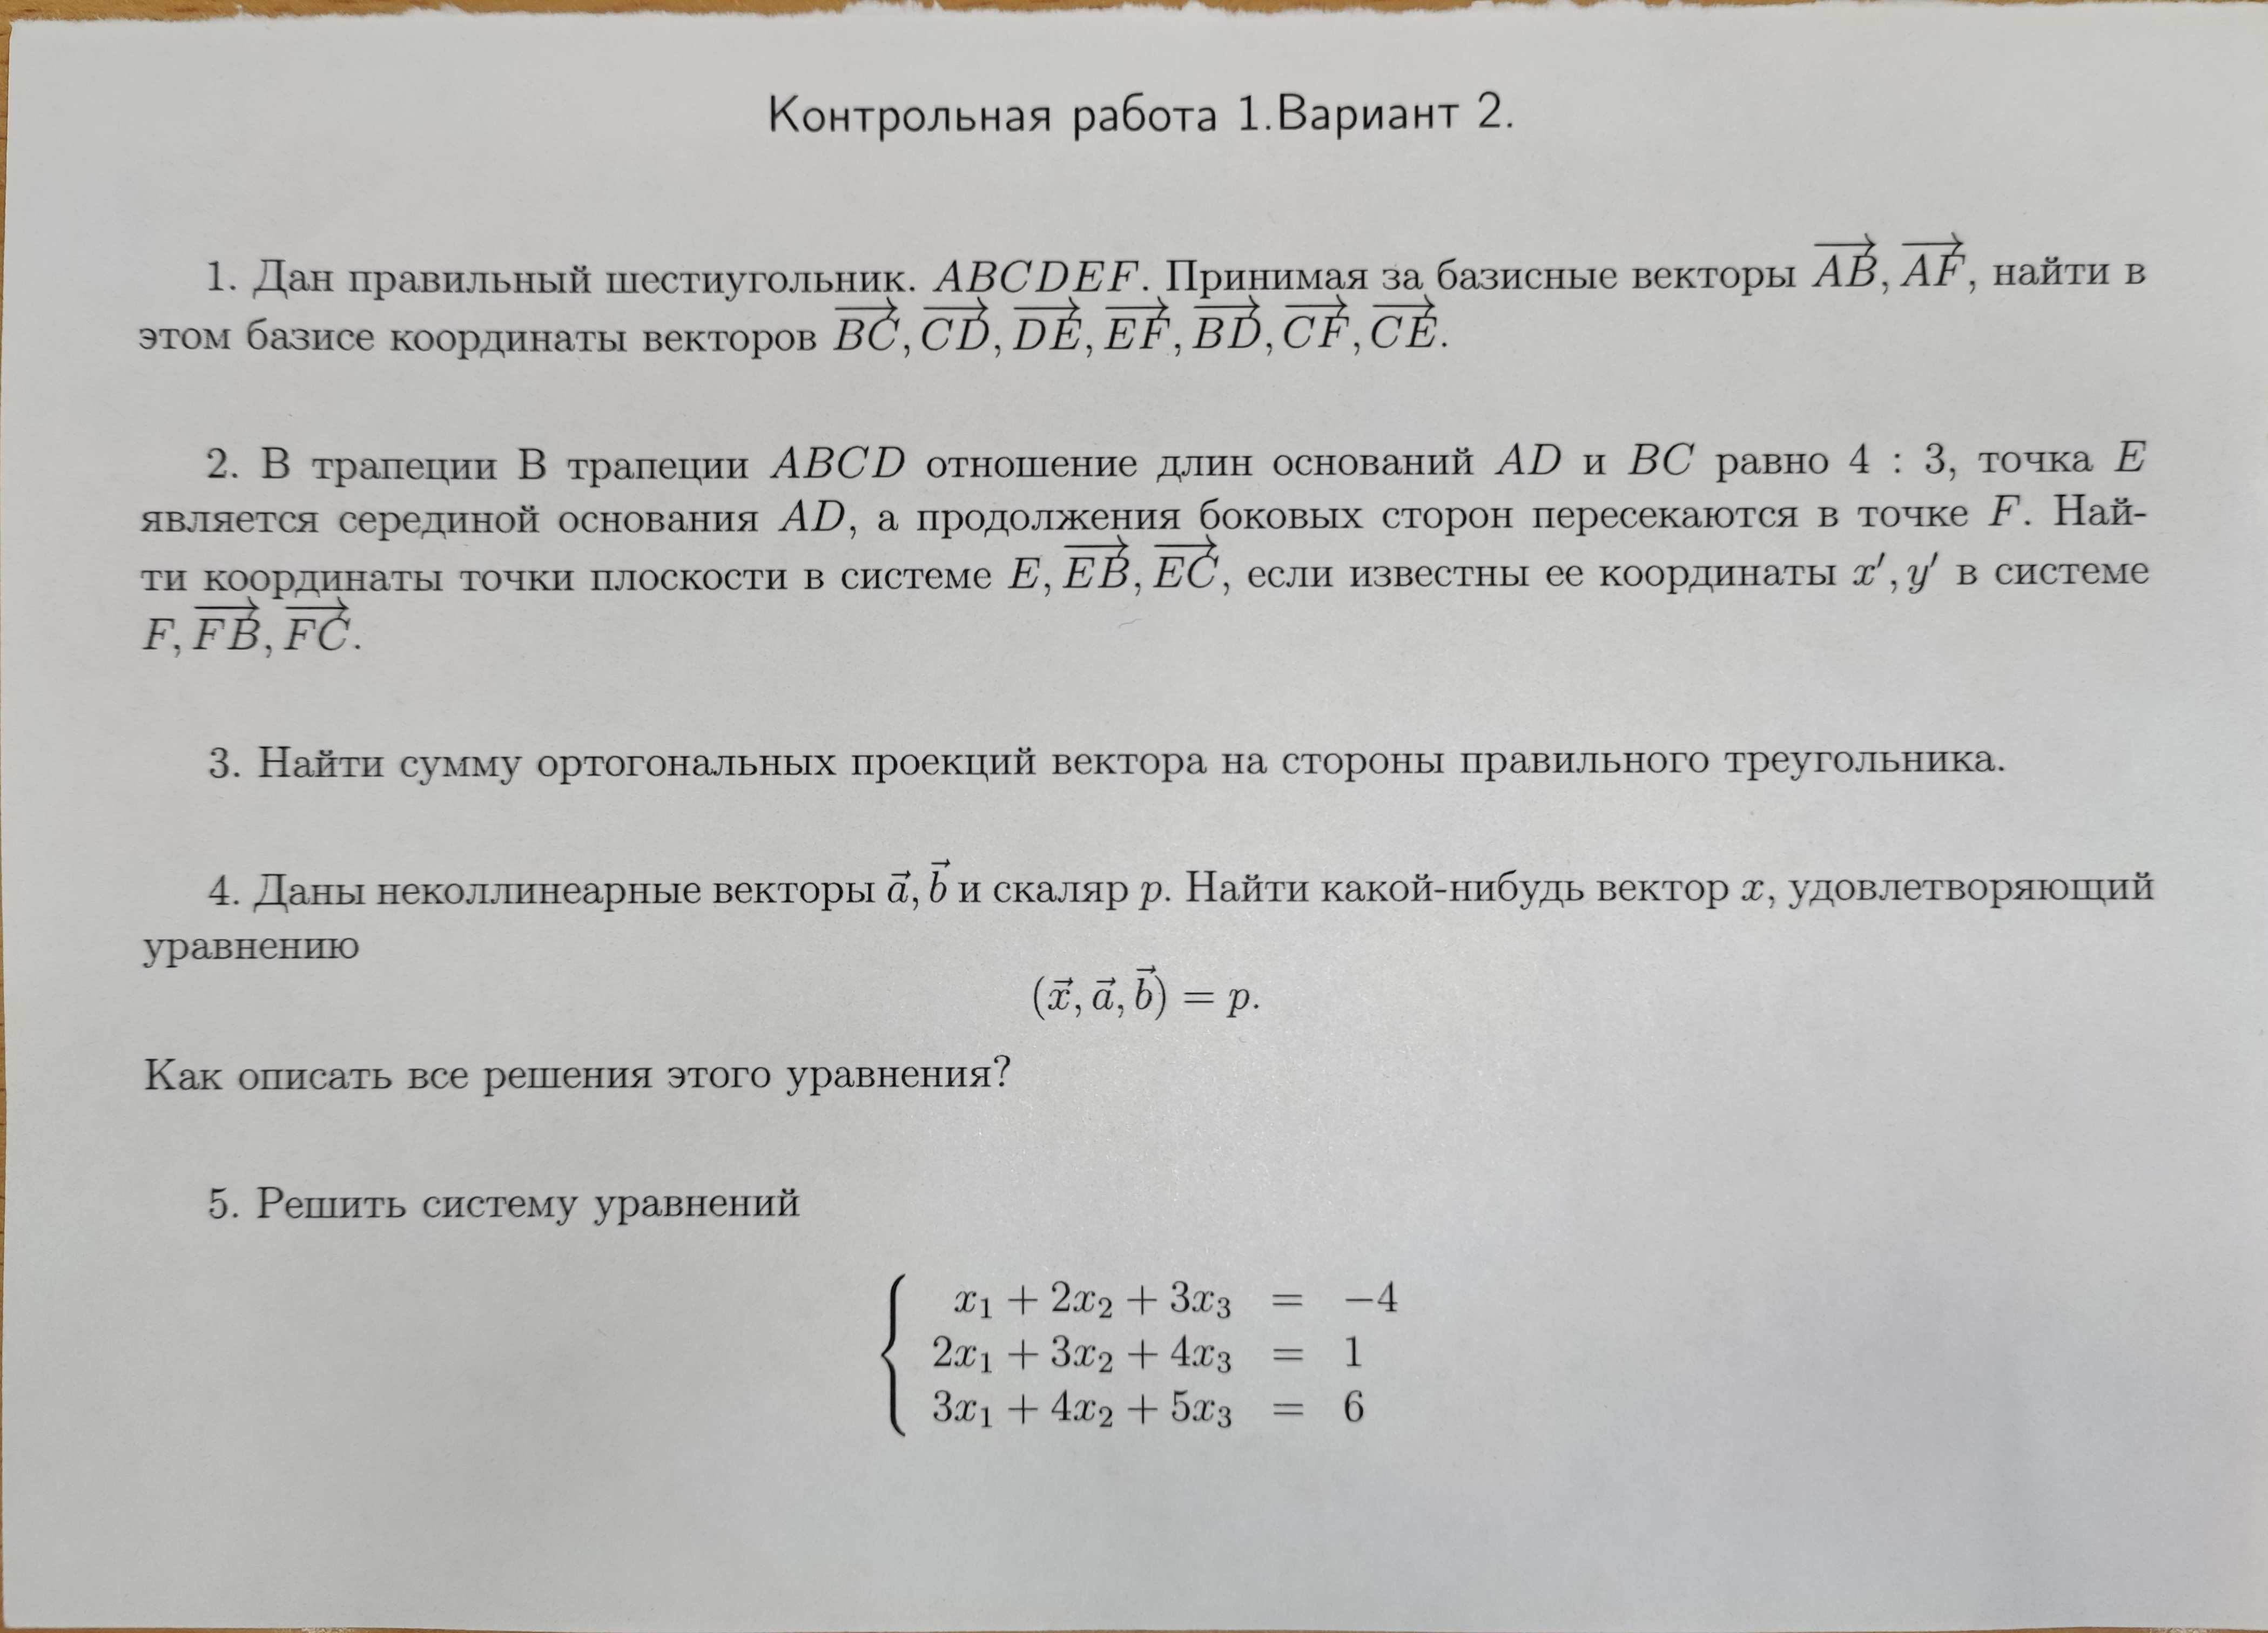 Контрольная работа 1.Вариант 2.
1. Дан правильный шестиугольник. $ABCDEF$. Принимая за базисные векторы $\overrightarrow{AB}, \overrightarrow{AF}$, найти в
этом базисе координаты векторов $\overrightarrow{BC}, \overrightarrow{CD}, \overrightarrow{DE}, \overrightarrow{EF}, \overrightarrow{BD}, \overrightarrow{CF}, \overrightarrow{CE}$.
2. В трапеции В трапеции $ABCD$ отношение длин оснований $AD$ и $BC$ равно 4 : 3, точка $E$
является серединой основания $AD$, а продолжения боковых сторон пересекаются в точке $F$. Най-
ти координаты точки плоскости в системе $E, \overrightarrow{EB}, \overrightarrow{EC}$, если известны ее координаты $x', y'$ в системе
$F, \overrightarrow{FB}, \overrightarrow{FC}$.
3. Найти сумму ортогональных проекций вектора на стороны правильного треугольника.
4. Даны неколлинеарные векторы $\vec{a}, \vec{b}$ и скаляр $p$. Найти какой-нибудь вектор $x$, удовлетворяющий
уравнению
$(\vec{x}, \vec{a}, \vec{b}) = p.$
Как описать все решения этого уравнения?
5. Решить систему уравнений
$x_1 + 2x_2 + 3x_3 = -4$
$2x_1 + 3x_2 + 4x_3 = 1$
$3x_1 + 4x_2 + 5x_3 = 6$